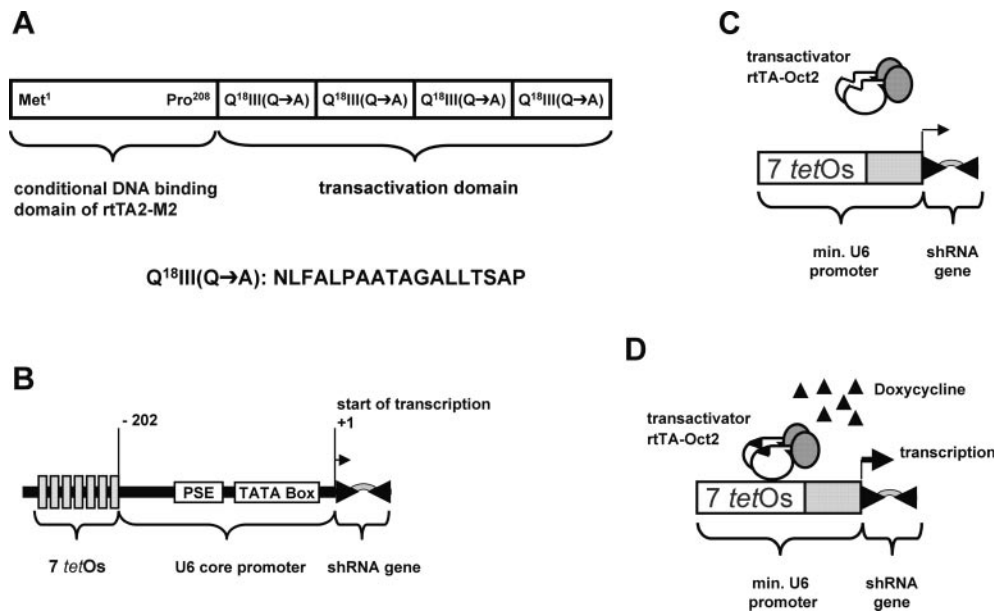 A
Met¹ Pro²⁰⁸ Q¹⁸III(Q→A) Q¹⁸III(Q→A) Q¹⁸III(Q→A) Q¹⁸III(Q→A)
conditional DNA binding
domain of rtTA2-M2
transactivation domain
Q¹⁸III(Q→A): NLFALPAATAGALLTSAP
B
- 202
start of transcription
+1
PSE TATA Box
7 tetOs
U6 core promoter
shRNA gene
C
transactivator
rtTA-Oct2
7 tetOs
min. U6
promoter
shRNA
gene
D
Doxycycline
transactivator
rtTA-Oct2
transcription
7 tetOs
min. U6
promoter
shRNA
gene